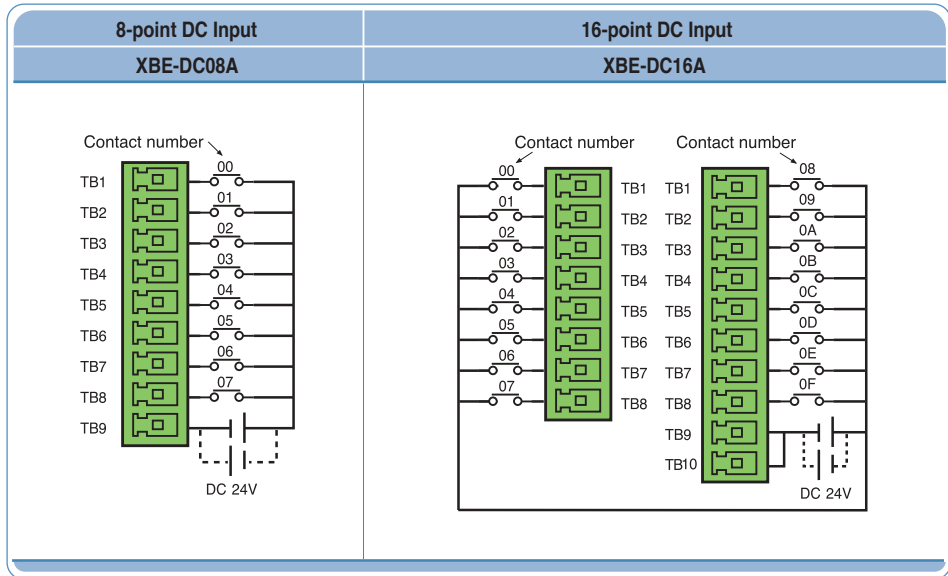 8-point DC Input
16-point DC Input
XBE-DC08A
XBE-DC16A
Contact number
TB1 00
TB2 01
TB3 02
TB4 03
TB5 04
TB6 05
TB7 06
TB8 07
TB9
DC 24V
Contact number
Contact number
00 TB1 TB1 08
01 TB2 TB2 09
02 TB3 TB3 0A
03 TB4 TB4 0B
04 TB5 TB5 0C
05 TB6 TB6 0D
06 TB7 TB7 0E
07 TB8 TB8 0F
TB9
TB10
DC 24V